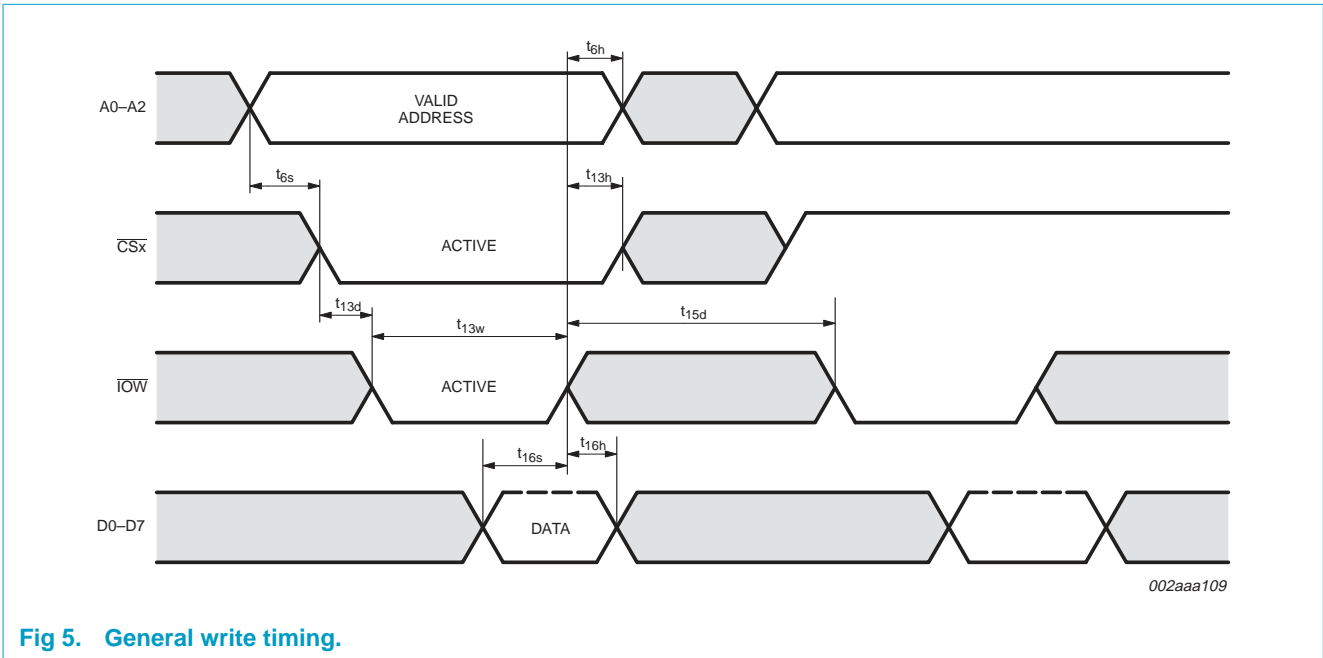 t6h
A0–A2
VALID
ADDRESS
t6s
t13h
CSx
ACTIVE
t13d
t13w
t15d
IOW
ACTIVE
t16s
t16h
D0–D7
DATA
002aaa109
Fig 5. General write timing.